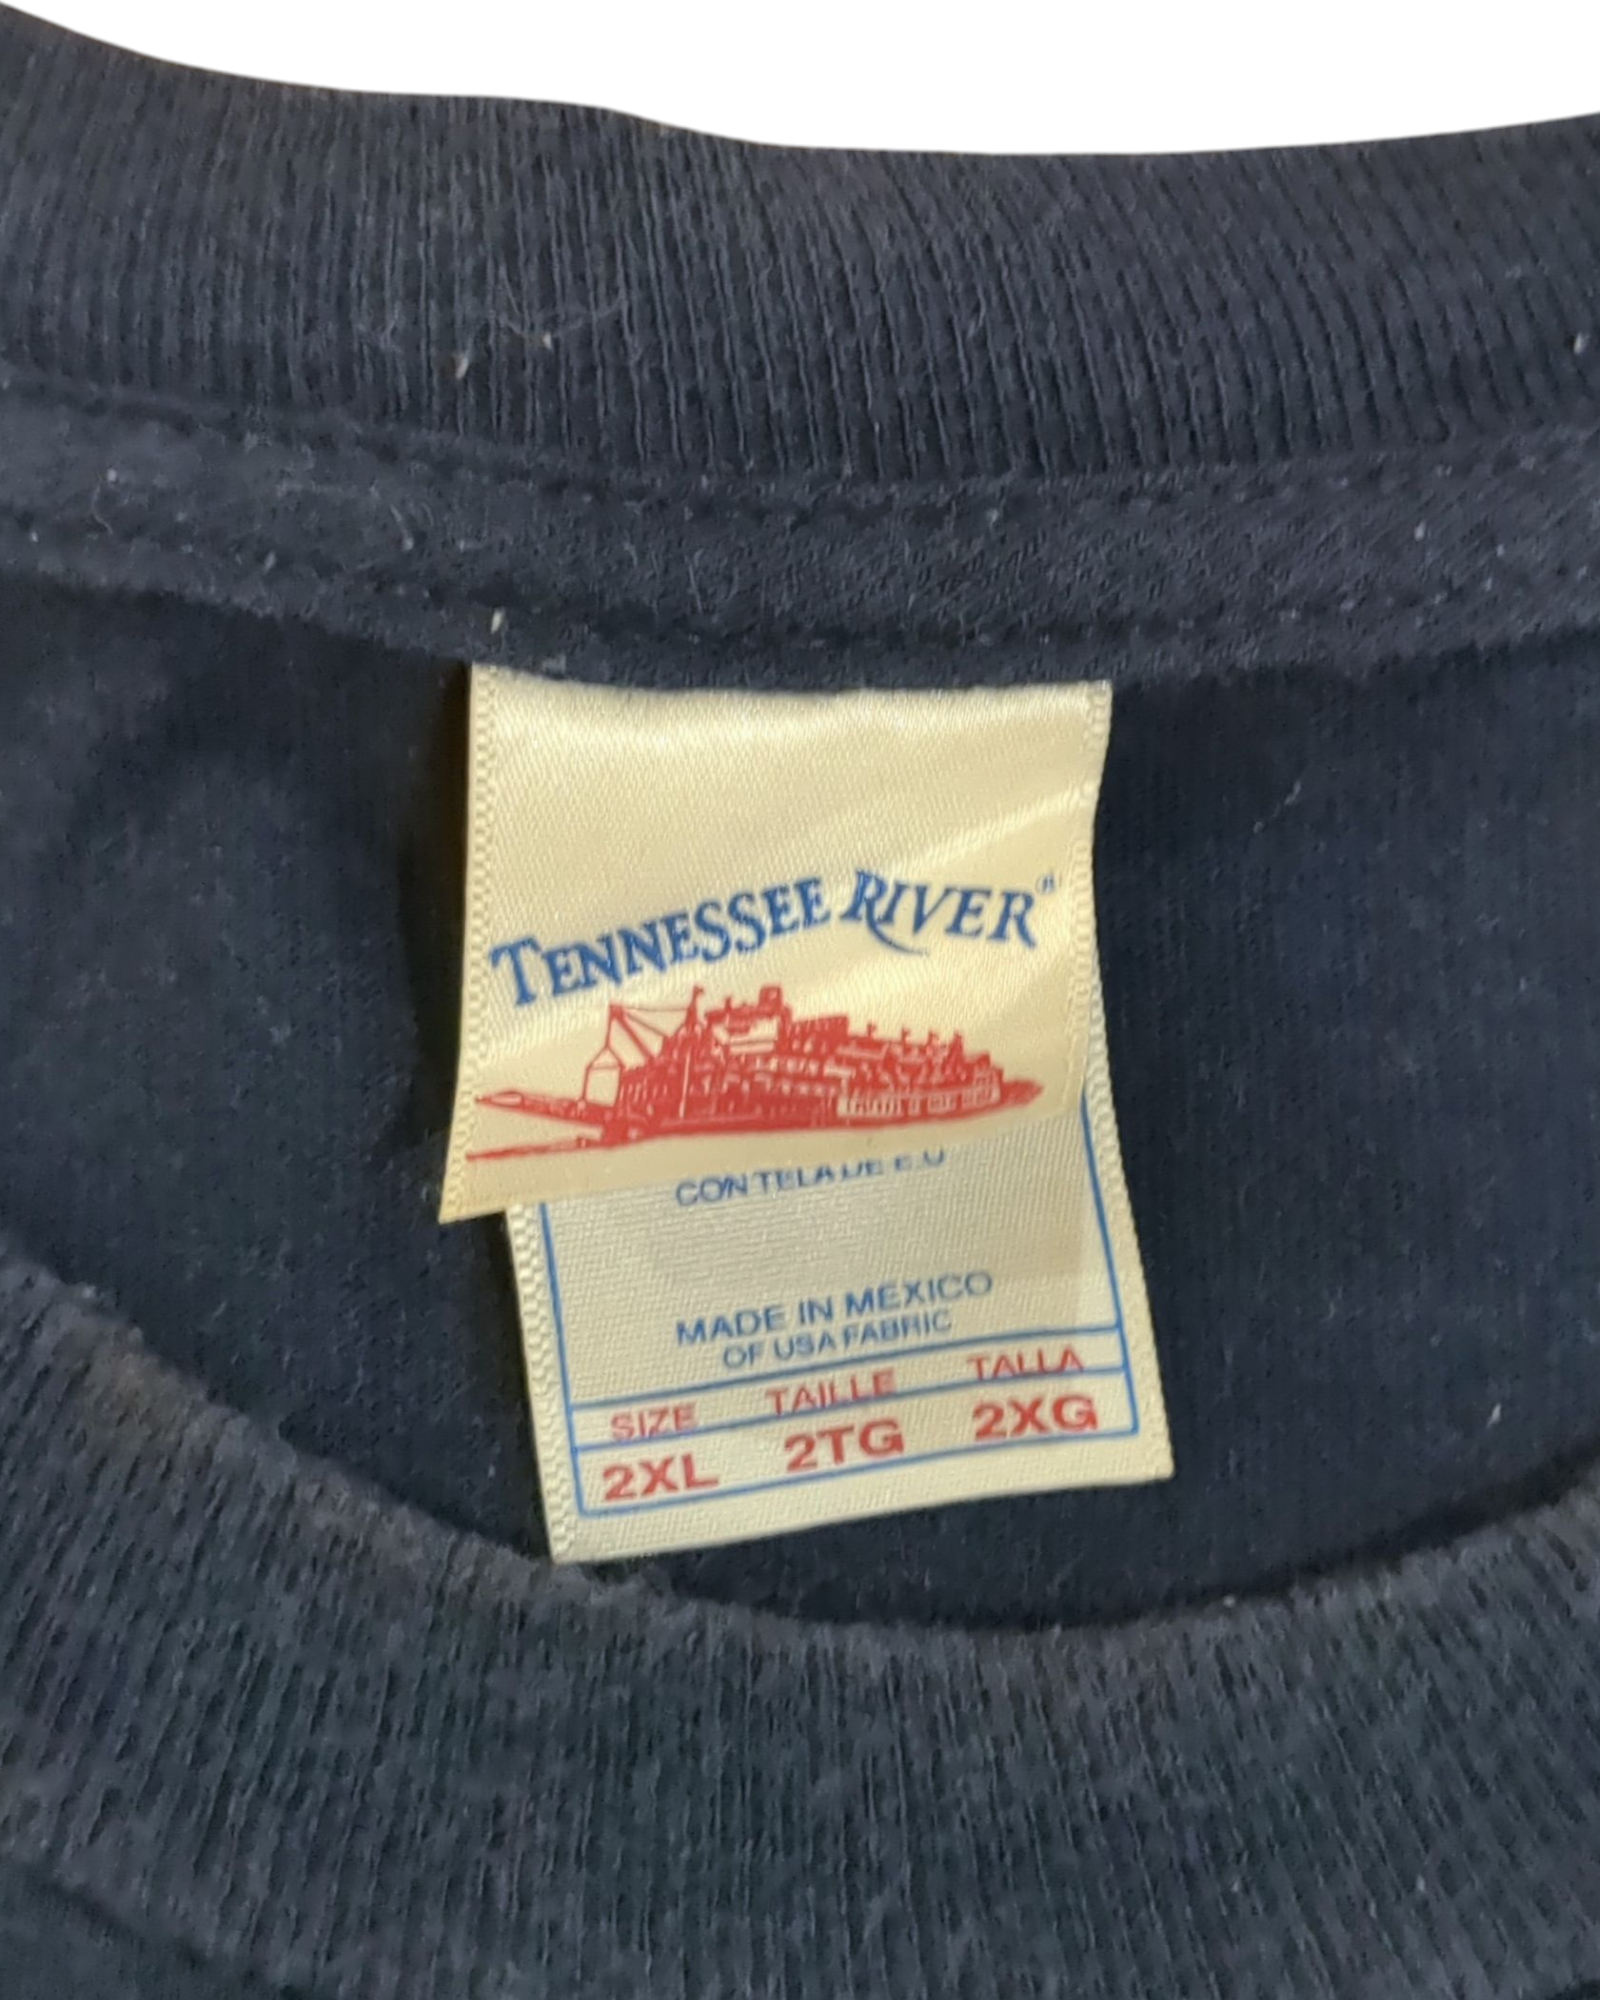 TENNESSEE RIVER®
CON TELA DE E.U
MADE IN MEXICO
OF USA FABRIC
SIZE TAILLE TALLA
2XL 2TG 2XG